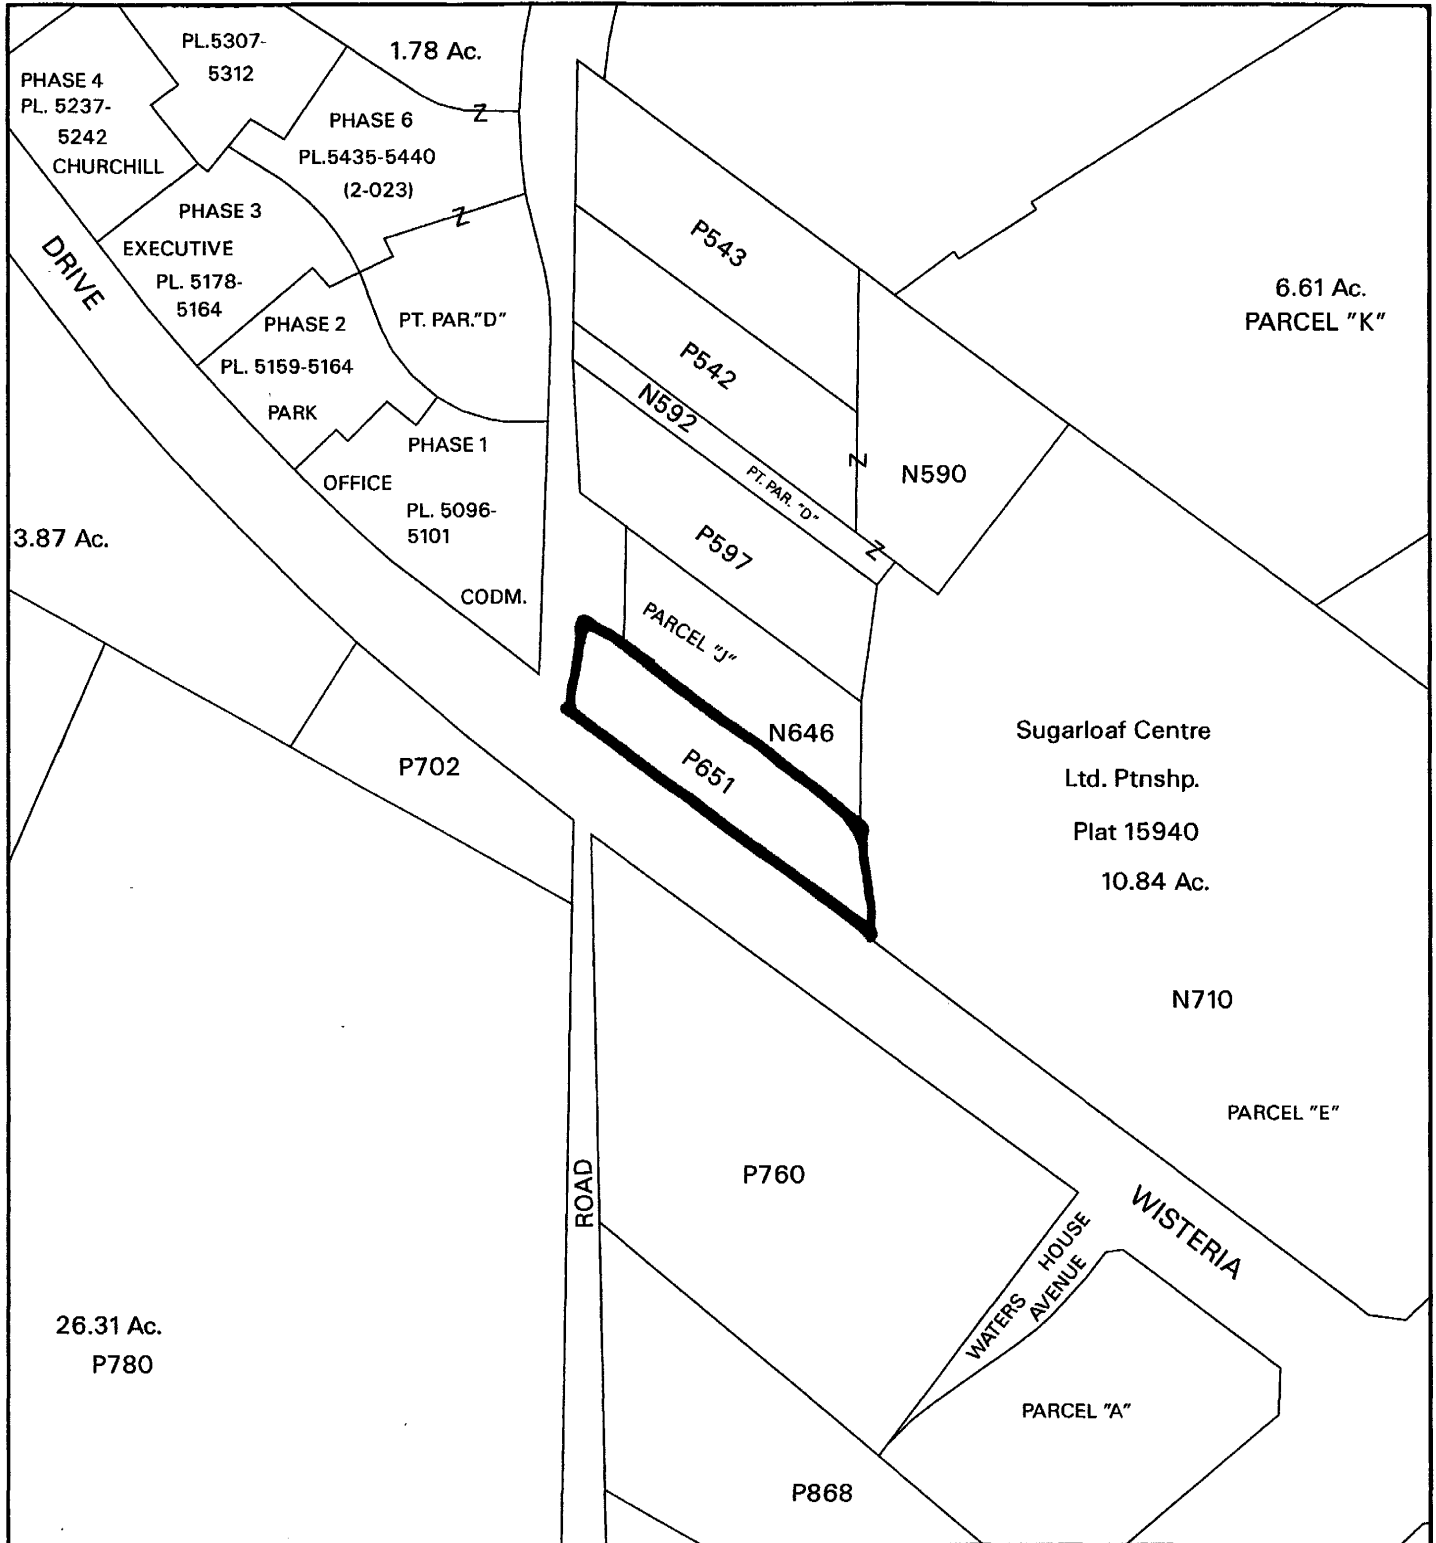 PL.5307-
5312
1.78 Ac.
PHASE 4
PL. 5237-
5242
CHURCHILL
PHASE 6
PL.5435-5440
(2-023)
PHASE 3
EXECUTIVE
PL. 5178-
5164
DRIVE
PHASE 2
PL. 5159-5164
PARK
PT. PAR."D"
PHASE 1
OFFICE
PL. 5096-
5101
CODM.
3.87 Ac.
P543
P542
N592
PT. PAR. "D"
Z
Z
Z
Z
N590
6.61 Ac.
PARCEL "K"
P597
PARCEL "J"
N646
P651
P702
Sugarloaf Centre
Ltd. Ptnshp.
Plat 15940
10.84 Ac.
N710
PARCEL "E"
P760
ROAD
WISTERIA
WATERS HOUSE
AVENUE
26.31 Ac.
P780
PARCEL "A"
P868